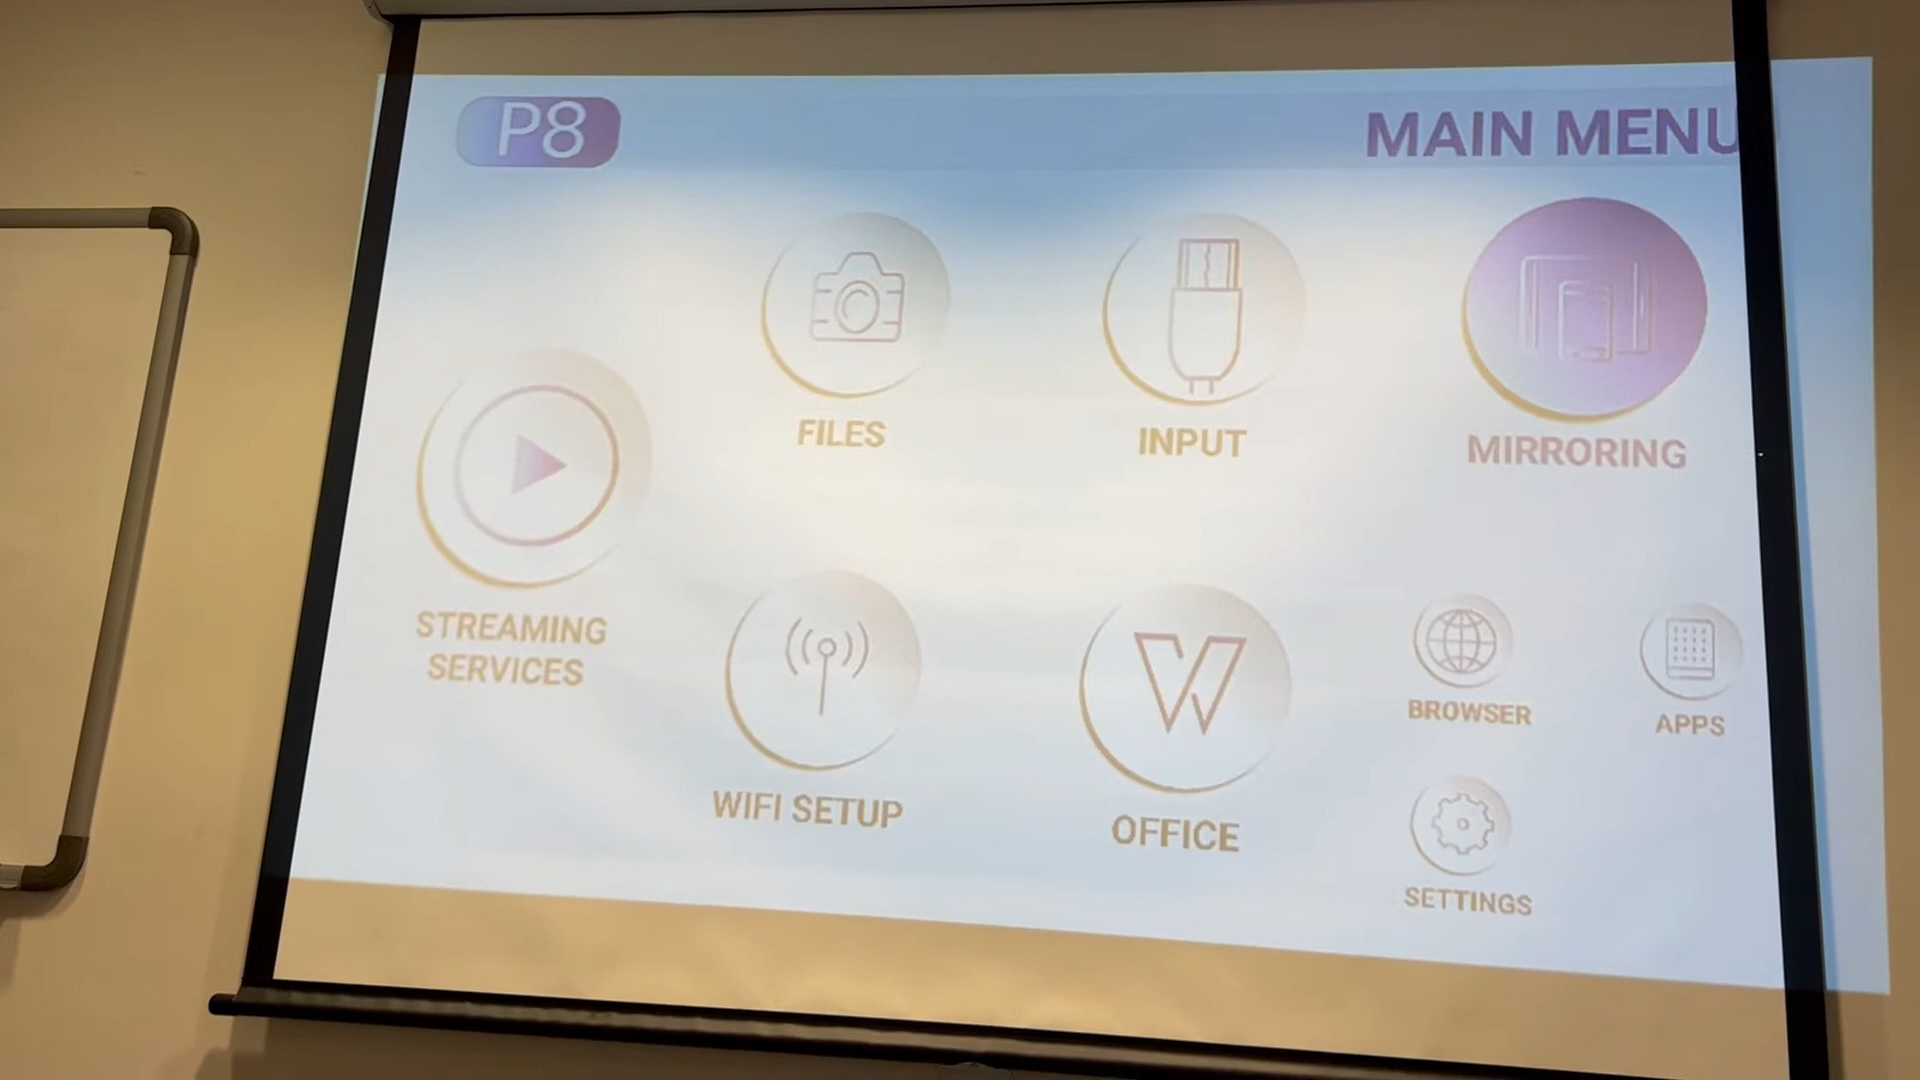 P8
MAIN MENU
FILES
INPUT
MIRRORING
STREAMING
SERVICES
WIFI SETUP
OFFICE
BROWSER
APPS
SETTINGS